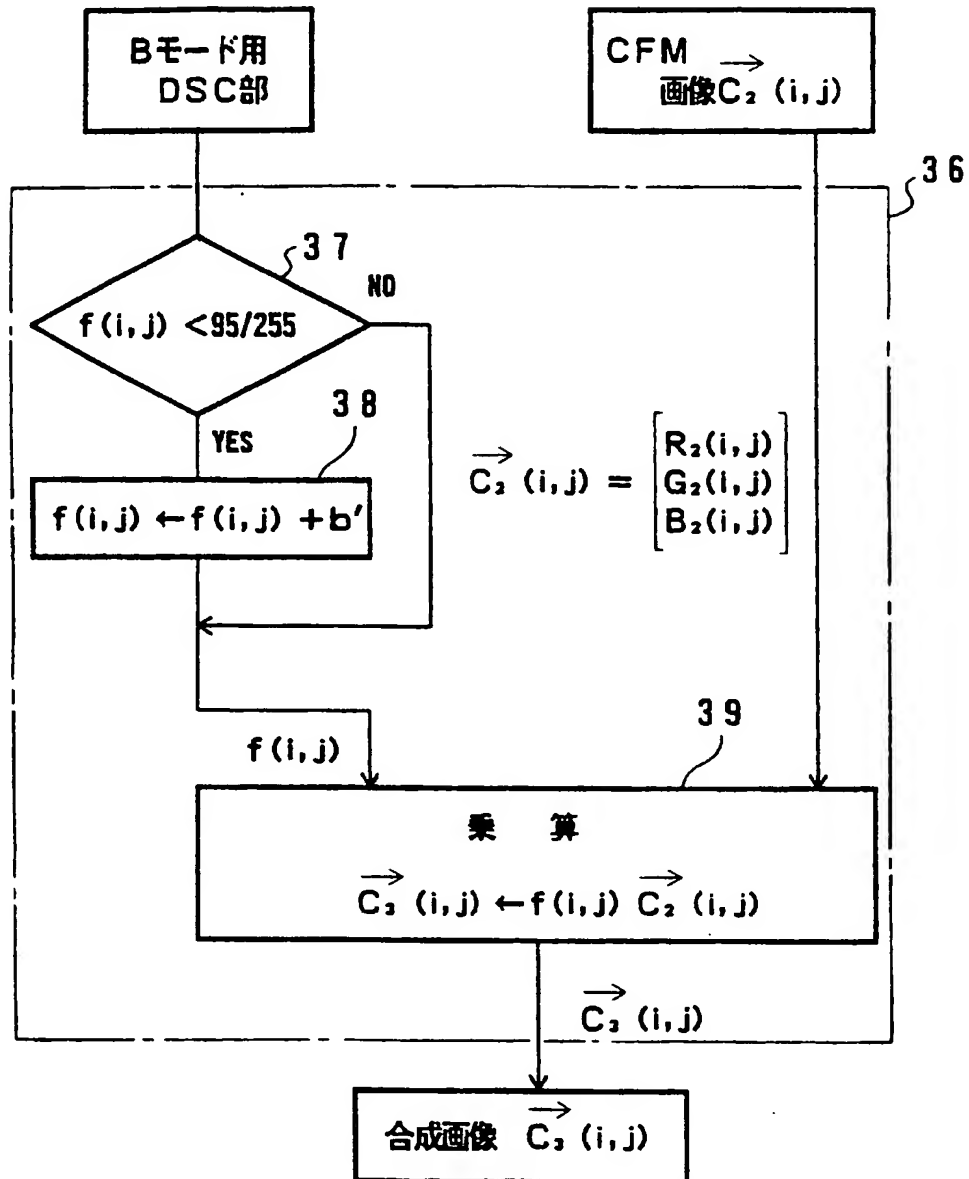 Bモード用
DSC部
CFM
画像C₂ (i,j)
36
37
NO
f(i,j) <95/255
38
YES
f(i,j) ←f(i,j) +b′
C₂ (i,j) = [R₂(i,j)
G₂(i,j)
B₂(i,j)]
39
f(i,j)
乗 算
C₃ (i,j) ←f(i,j) C₂ (i,j)
C₃ (i,j)
合成画像 C₃ (i,j)